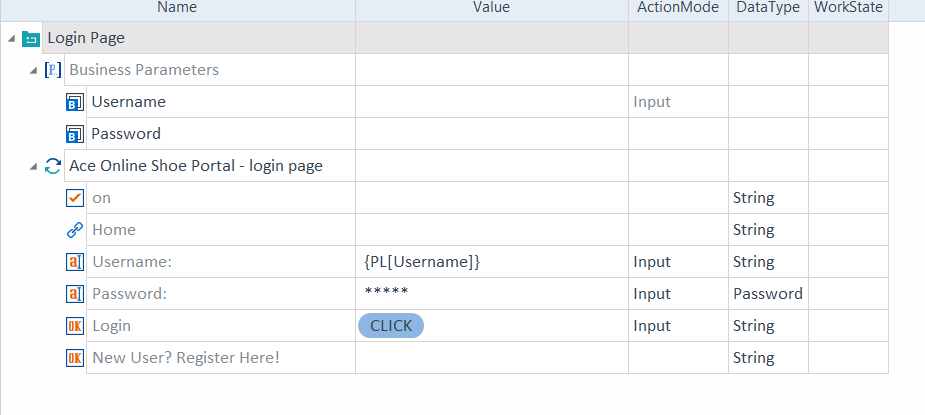 Name Value ActionMode DataType WorkState
Login Page
Business Parameters
Username Input
Password
Ace Online Shoe Portal - login page
on String
Home String
Username: {PL[Username]} Input String
Password: ***** Input Password
Login CLICK Input String
New User? Register Here! String